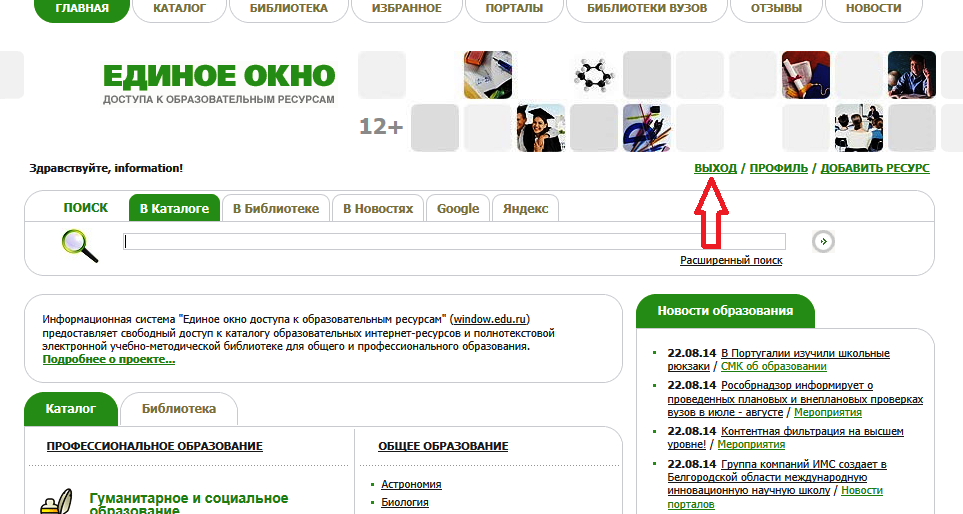 ГЛАВНАЯ КАТАЛОГ БИБЛИОТЕКА ИЗБРАННОЕ ПОРТАЛЫ БИБЛИОТЕКИ ВУЗОВ ОТЗЫВЫ НОВОСТИ
ЕДИНОЕ ОКНО
ДОСТУПА К ОБРАЗОВАТЕЛЬНЫМ РЕСУРСАМ
12+
Здравствуйте, information!
ВЫХОД / ПРОФИЛЬ / ДОБАВИТЬ РЕСУРС
ПОИСК В Каталоге В Библиотеке В Новостях Google Яндекс
Расширенный поиск
Информационная система "Единое окно доступа к образовательным ресурсам" (window.edu.ru)
предоставляет свободный доступ к каталогу образовательных интернет-ресурсов и полнотекстовой
электронной учебно-методической библиотеке для общего и профессионального образования.
Подробнее о проекте...
Каталог Библиотека
ПРОФЕССИОНАЛЬНОЕ ОБРАЗОВАНИЕ
Гуманитарное и социальное
образование
ОБЩЕЕ ОБРАЗОВАНИЕ
Астрономия
Биология
Новости образования
22.08.14 В Португалии изучили школьные
рюкзаки / СМК об образовании
22.08.14 Рособрнадзор информирует о
проведенных плановых и внеплановых проверках
вузов в июле - августе / Мероприятия
22.08.14 Контентная фильтрация на высшем
уровне! / Мероприятия
22.08.14 Группа компаний ИМС создает в
Белгородской области международную
инновационную научную школу / Новости
порталов